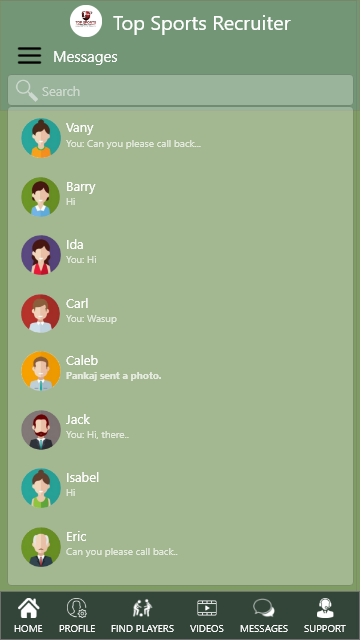 Top Sports Recruiter
Messages
Search
Vany
You: Can you please call back...
Barry
Hi
Ida
You: Hi
Carl
You: Wasup
Caleb
Pankaj sent a photo.
Jack
You: Hi, there..
Isabel
Hi
Eric
Can you please call back..
HOME PROFILE FIND PLAYERS VIDEOS MESSAGES SUPPORT